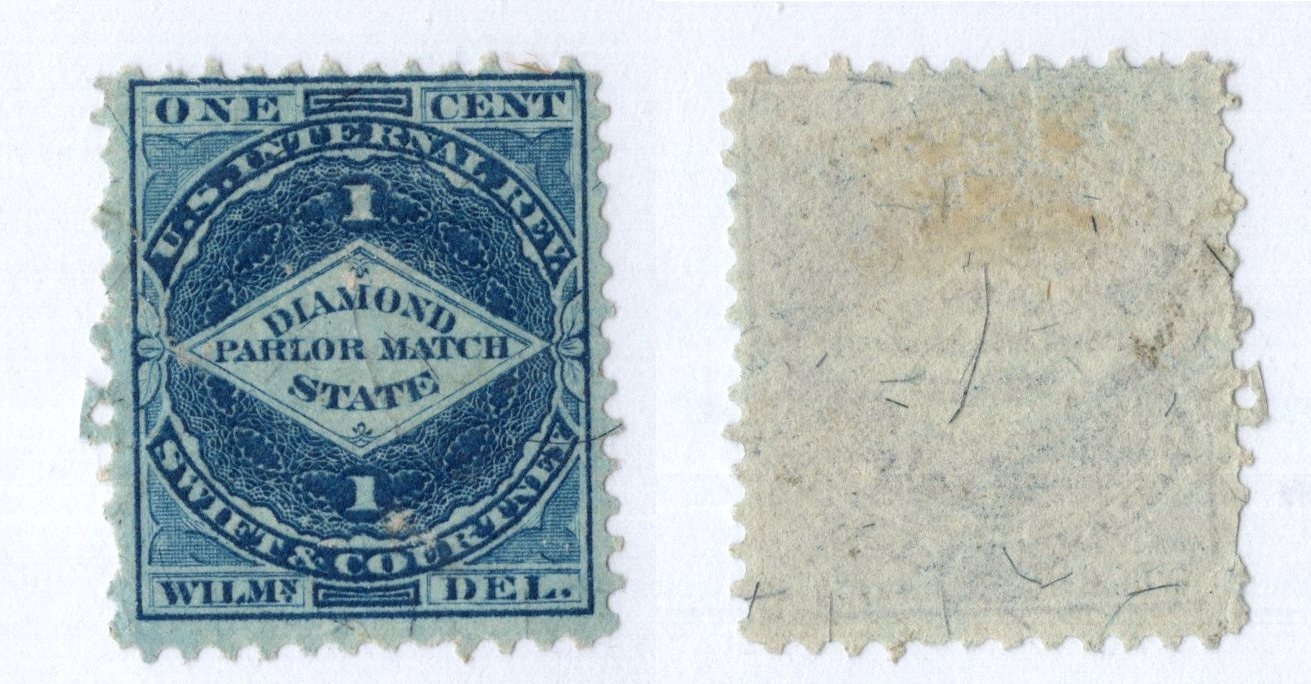 ONE CENT
U.S. INTERNAL REV.
1
DIAMOND
PARLOR MATCH
STATE
1
SWIFT & COURTNEY
WILMN DEL.